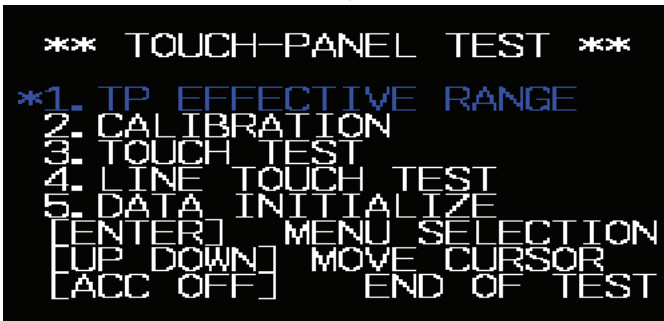 ** TOUCH-PANEL TEST **
*1. TP EFFECTIVE RANGE
2. CALIBRATION
3. TOUCH TEST
4. LINE TOUCH TEST
5. DATA INITIALIZE
[ENTER] MENU SELECTION
[UP DOWN] MOVE CURSOR
[ACC OFF] END OF TEST